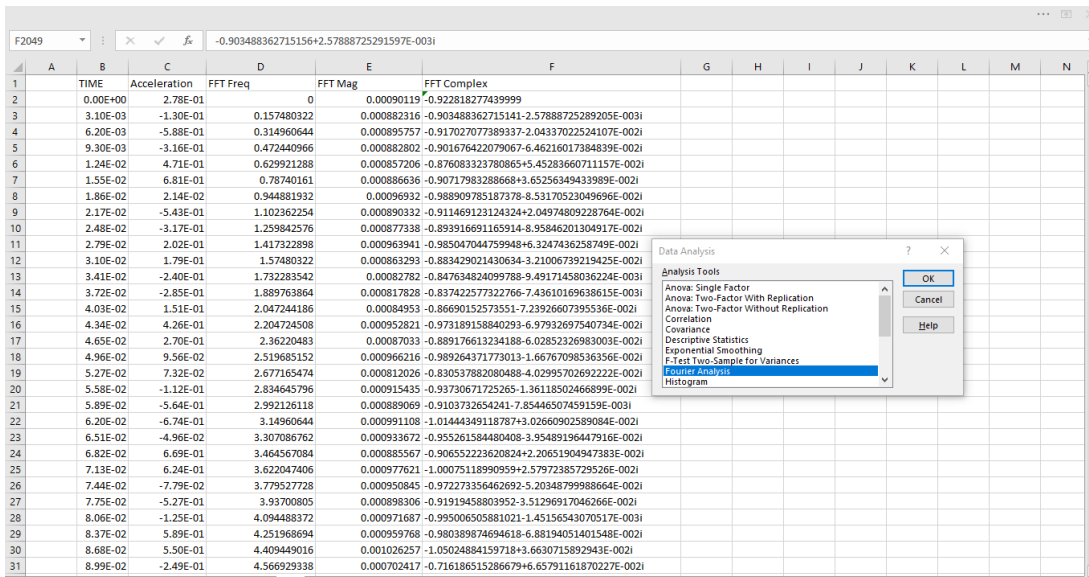 F2049 fx -0.903488362715156+2.57888725291597E-003i
A B C D E F G H I J K L M N
1 TIME Acceleration FFT Freq FFT Mag FFT Complex
2 0.00E+00 2.78E-01 0 0.00090119 -0.922818277439999
3 3.10E-03 -1.30E-01 0.157480322 0.000882316 -0.903488362715141-2.57888725289205E-003i
4 6.20E-03 -5.88E-01 0.314960644 0.000895757 -0.917027077389337-2.04337022524107E-002i
5 9.30E-03 -3.16E-01 0.472440966 0.000882802 -0.901676422079067-6.46216017384839E-002i
6 1.24E-02 4.71E-01 0.629921288 0.000857206 -0.876083323780865+5.45283660711157E-002i
7 1.55E-02 6.81E-01 0.78740161 0.000886636 -0.90717983288668+3.65256349433989E-002i
8 1.86E-02 2.14E-02 0.944881932 0.00096932 -0.988909785187378-8.53170523049696E-002i
9 2.17E-02 -5.43E-01 1.102362254 0.000890332 -0.911469123124324+2.04974809228764E-002i
10 2.48E-02 -3.17E-01 1.259842576 0.000877338 -0.893916691165914-8.95846201304917E-002i
11 2.79E-02 2.02E-01 1.417322898 0.000963941 -0.985047044759948+6.3247436258749E-002i
12 3.10E-02 1.79E-01 1.57480322 0.000863293 -0.883429021430634-3.21006739219425E-002i
13 3.41E-02 -2.40E-01 1.732283542 0.00082782 -0.847634824099788-9.49171458036224E-003i
14 3.72E-02 -2.85E-01 1.889763864 0.000817828 -0.837422577322766-7.43610169638615E-003i
15 4.03E-02 1.51E-01 2.047244186 0.00084953 -0.86690152573551-7.23926607395536E-002i
16 4.34E-02 4.26E-01 2.204724508 0.000952821 -0.973189158840293-6.97932697540734E-002i
17 4.65E-02 2.70E-01 2.36220483 0.00087033 -0.889176613234188-6.02852326983003E-002i
18 4.96E-02 9.56E-02 2.519685152 0.000966216 -0.989264371773013-1.66767098536356E-002i
19 5.27E-02 7.32E-02 2.677165474 0.000812026 -0.830537882080488-4.02995702692222E-002i
20 5.58E-02 -1.12E-01 2.834645796 0.000915435 -0.93730671725265-1.36118502466899E-002i
21 5.89E-02 -5.64E-01 2.992126118 0.000889069 -0.9103732654241-7.85446507459159E-003i
22 6.20E-02 -6.74E-01 3.14960644 0.000991108 -1.01444349118787+3.02660902589084E-002i
23 6.51E-02 -4.96E-02 3.307086762 0.000933672 -0.955261584480408-3.95489196447916E-002i
24 6.82E-02 6.69E-01 3.464567084 0.000885567 -0.906552223620824+2.20651904947383E-002i
25 7.13E-02 6.24E-01 3.622047406 0.000977621 -1.00075118990959+2.57972385729526E-002i
26 7.44E-02 -7.79E-02 3.779527728 0.000950845 -0.972273356462692-5.20348799988664E-002i
27 7.75E-02 -5.27E-01 3.93700805 0.000898306 -0.91919458803952-3.51296917046266E-002i
28 8.06E-02 -1.25E-01 4.094488372 0.000971687 -0.995006505881021-1.45156543070517E-003i
29 8.37E-02 5.89E-01 4.251968694 0.000959768 -0.980389874694618-6.88194051401548E-002i
30 8.68E-02 5.50E-01 4.409449016 0.001026257 -1.05024884159718+3.6630715892943E-002i
31 8.99E-02 -2.49E-01 4.566929338 0.000702417 -0.716186515286679+6.65791161870227E-002i
Data Analysis ?
Analysis Tools
Anova: Single Factor
Anova: Two-Factor With Replication
Anova: Two-Factor Without Replication
Correlation
Covariance
Descriptive Statistics
Exponential Smoothing
F-Test Two-Sample for Variances
Fourier Analysis
Histogram
OK
Cancel
Help